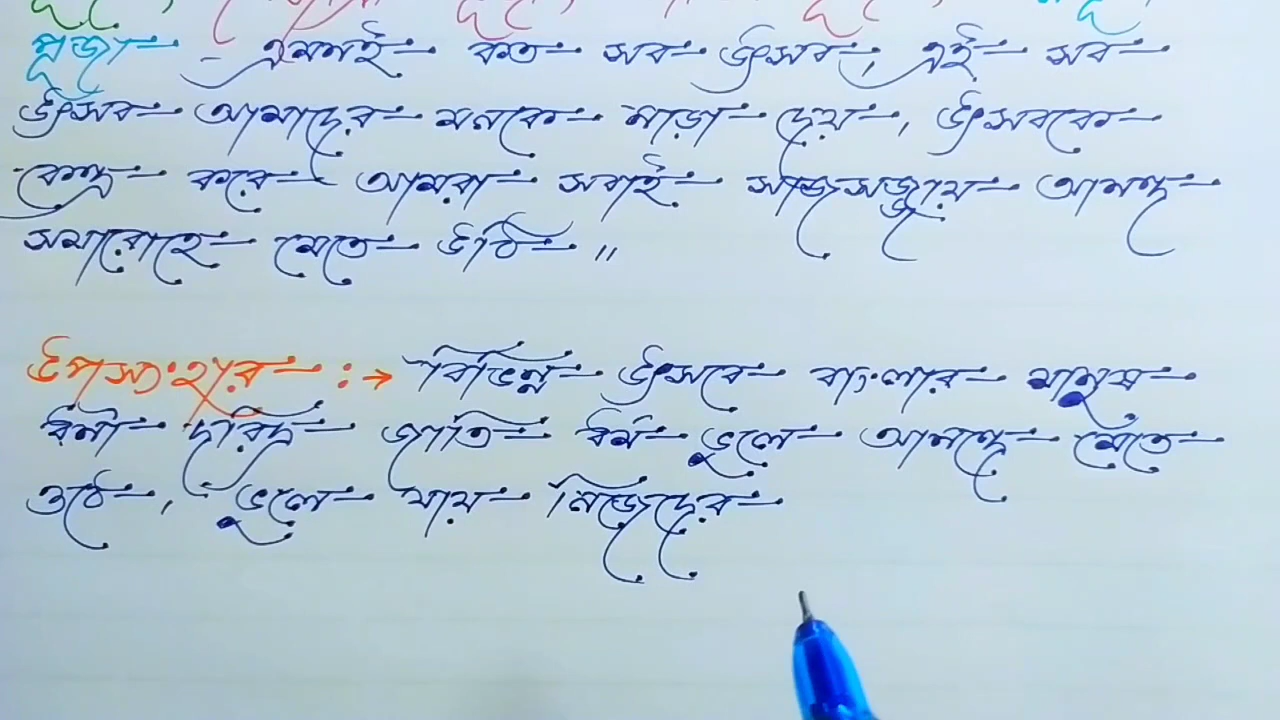 পূজা - এমনই কত সব উৎসব, এই সব
উৎসব আমাদের মনকে নাড়া দেয়, উৎসবকে
কেন্দ্র করে আমরা সবাই সাজসজ্জায় আনন্দ
সমারোহে মেতে উঠি॥
উপসংহার :→ বিভিন্ন উৎসবে বাংলার মানুষ
ধনী দরিদ্র জাতি ধর্ম ভুলে আনন্দে মেতে
ওঠে, ভুলে যায় নিজেদের